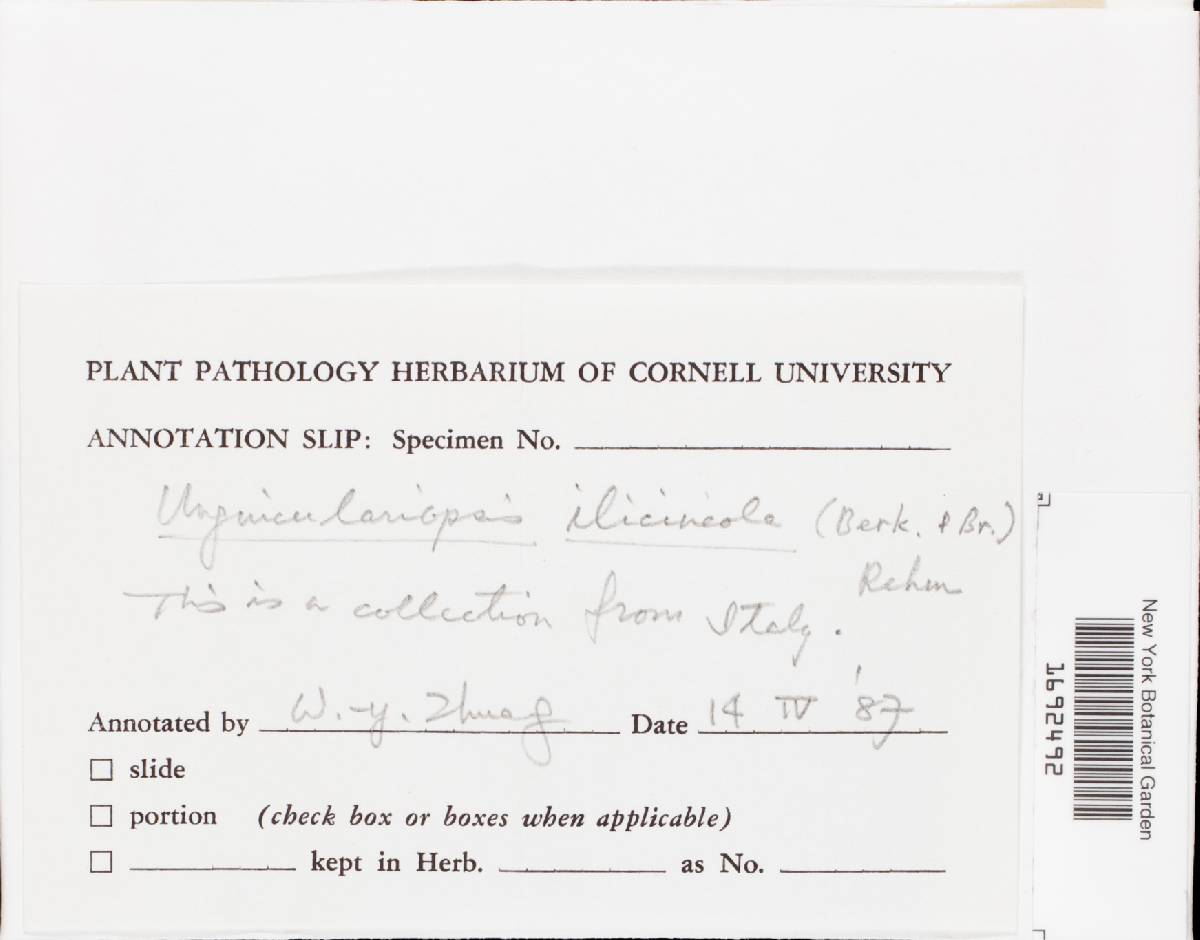 PLANT PATHOLOGY HERBARIUM OF CORNELL UNIVERSITY
ANNOTATION SLIP: Specimen No.
Unguiculariopsis ilicincola (Berk. & Br.)
Rehm
This is a collection from Italy.
Annotated by W.-y. Zhuang Date 14 IV '87
slide
portion (check box or boxes when applicable)
kept in Herb. as No.
New York Botanical Garden
1692492